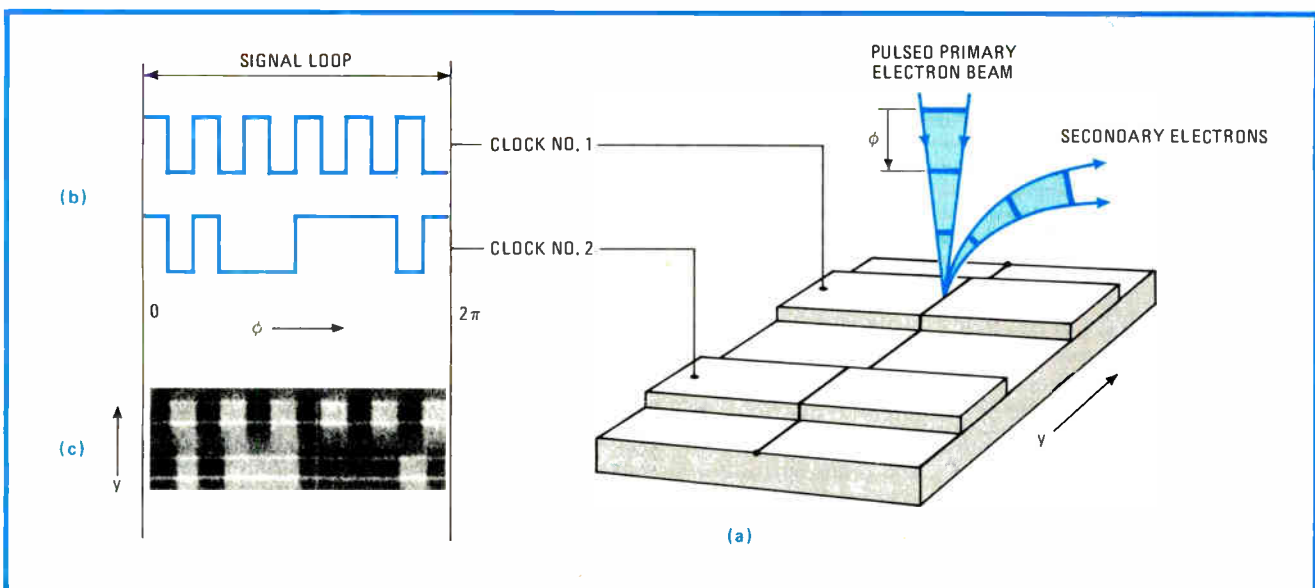 SIGNAL LOOP
CLOCK NO. 1
(b)
CLOCK NO. 2
0
2π
ϕ
(c)
y
PULSED PRIMARY
ELECTRON BEAM
ϕ
SECONDARY ELECTRONS
y
(a)